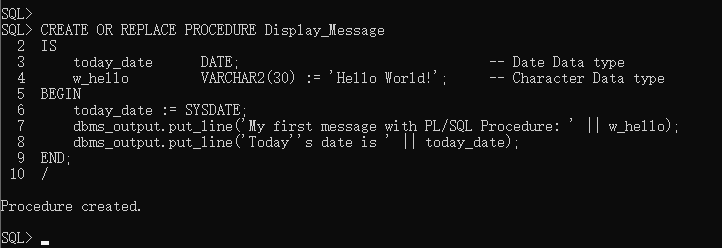 SQL>
SQL> CREATE OR REPLACE PROCEDURE Display_Message
  2  IS
  3      today_date      DATE;                              -- Date Data type
  4      w_hello         VARCHAR2(30) := 'Hello World!';    -- Character Data type
  5  BEGIN
  6      today_date := SYSDATE;
  7      dbms_output.put_line('My first message with PL/SQL Procedure: ' || w_hello);
  8      dbms_output.put_line('Today''s date is ' || today_date);
  9  END;
 10  /
Procedure created.
SQL>